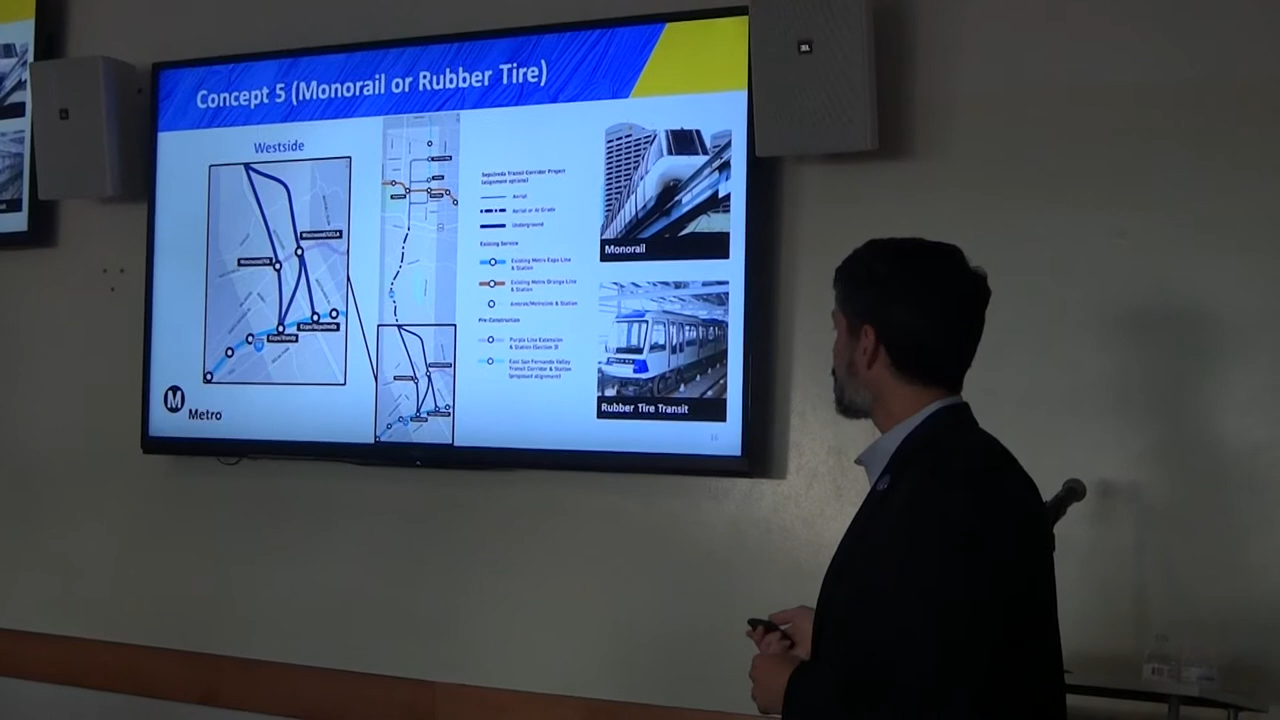 Concept 5 (Monorail or Rubber Tire)
Westside
Westwood/UCLA
Westwood/VA
Expo/Sepulveda
Expo/Bundy
Sepulveda Transit Corridor Project
(alignment options)
Aerial
Aerial or At Grade
Underground
Existing Service
Existing Metro Expo Line
& Station
Existing Metro Orange Line
& Station
Amtrak/Metrolink & Station
Pre-Construction
Purple Line Extension
& Station (Section 3)
East San Fernando Valley
Transit Corridor & Station
(proposed alignment)
Monorail
Rubber Tire Transit
M
Metro
16
JBL